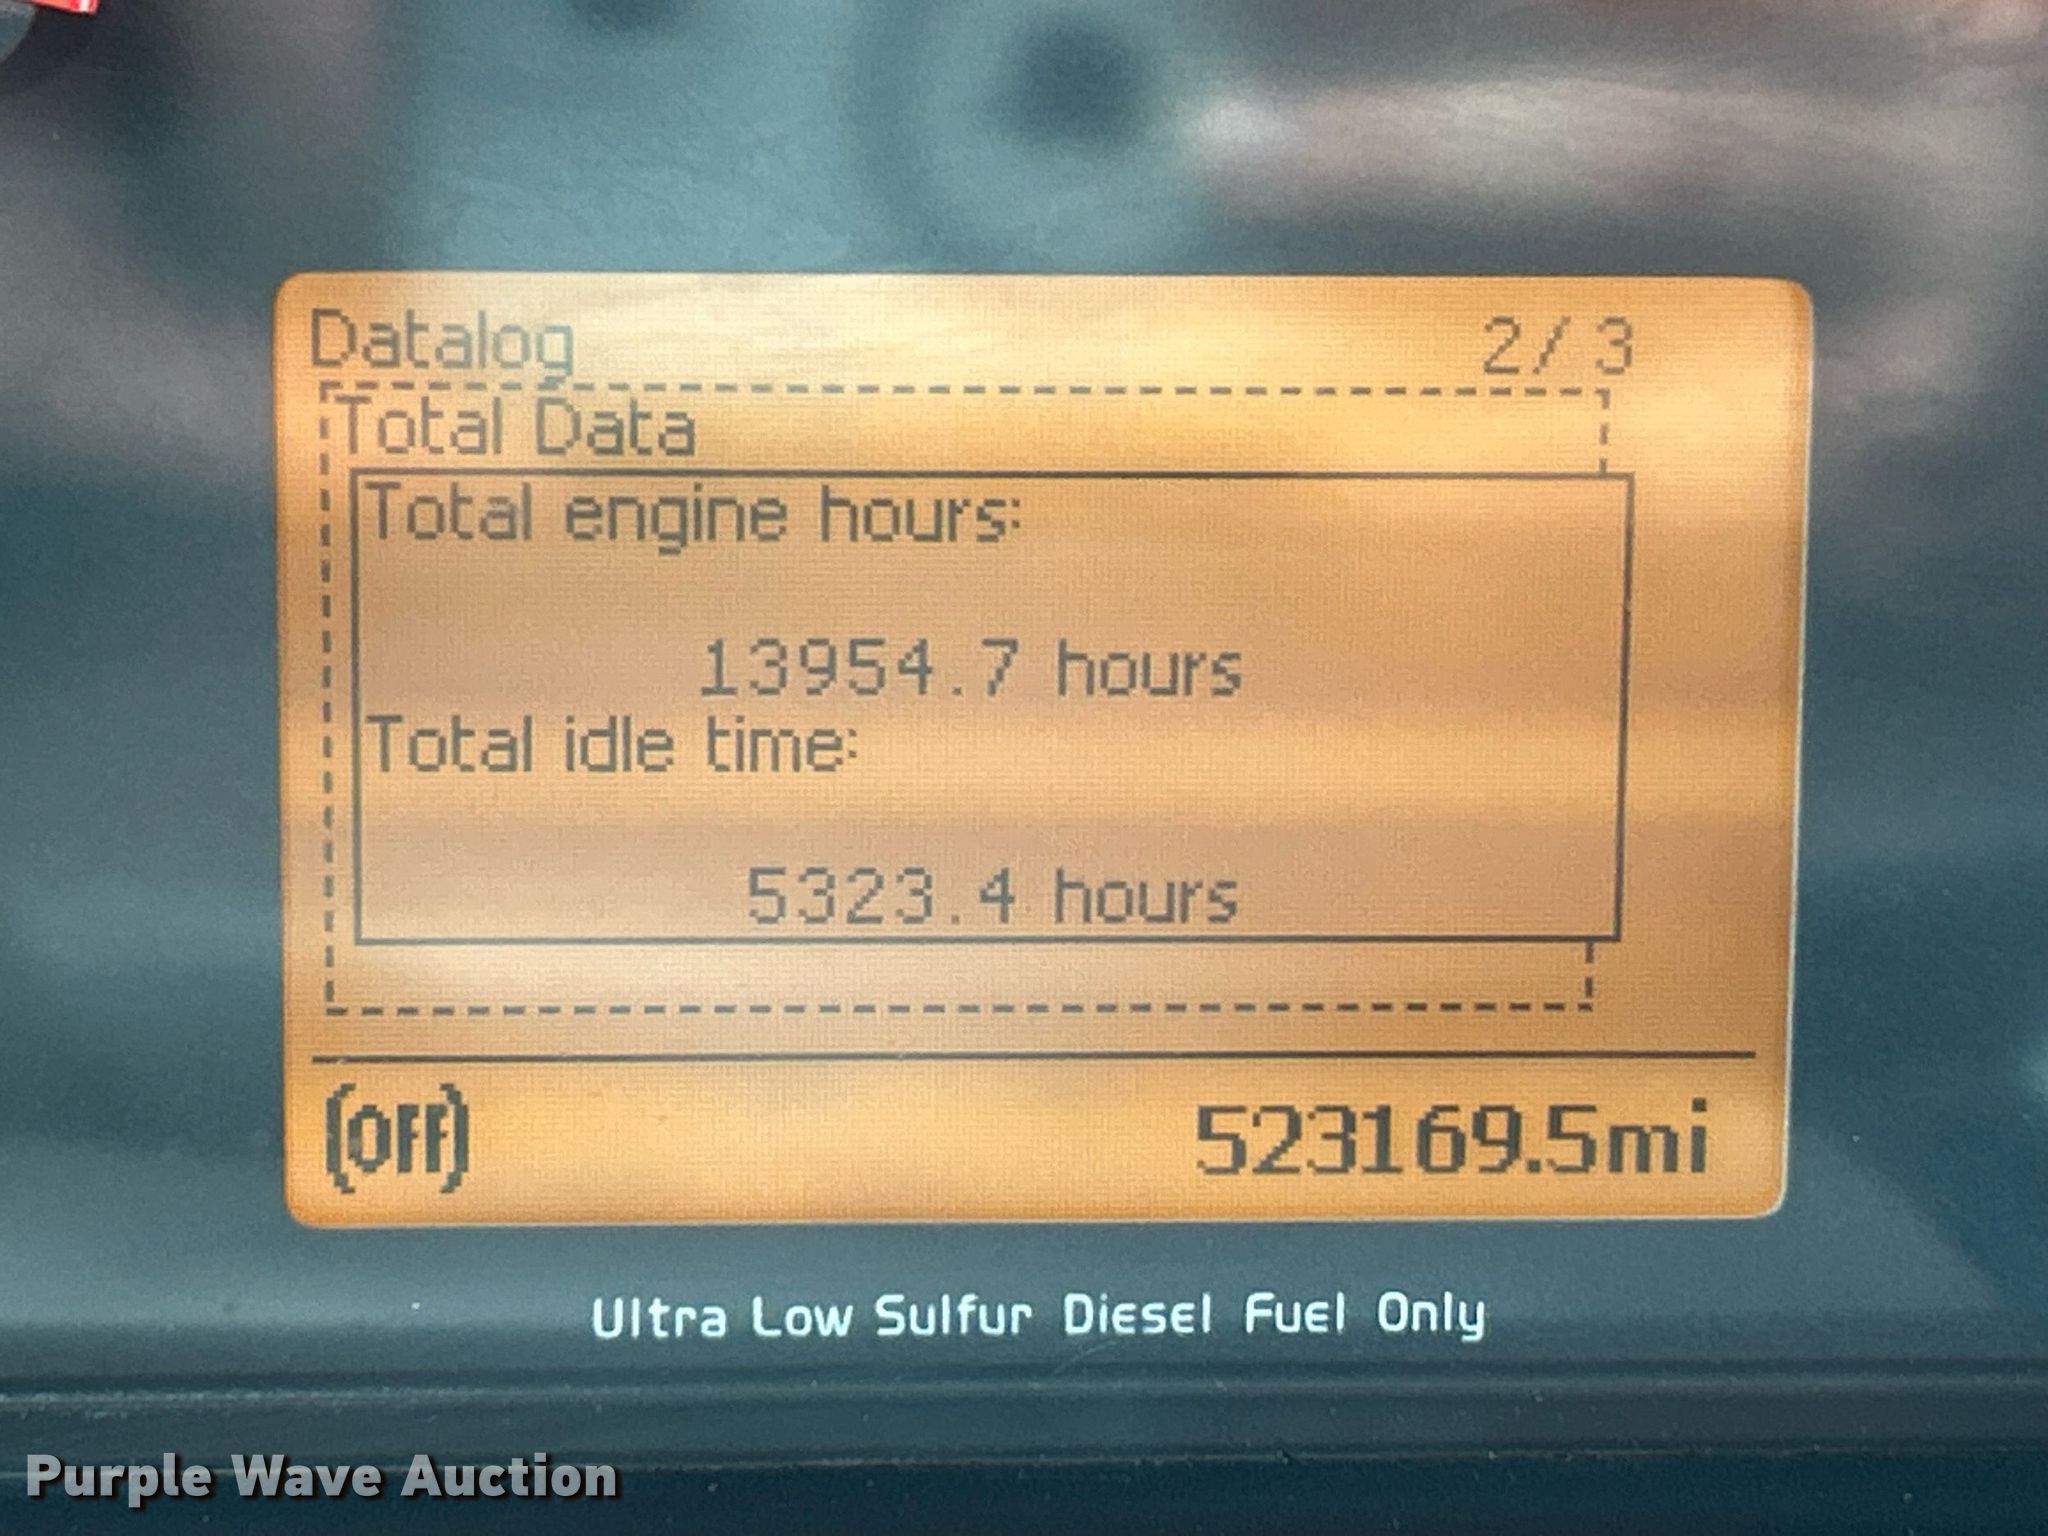 Datalog 2/ 3
Total Data
Total engine hours:
13954.7 hours
Total idle time:
5323.4 hours
(OFF) 523169.5mi
Ultra Low Sulfur Diesel Fuel Only
Purple Wave Auction